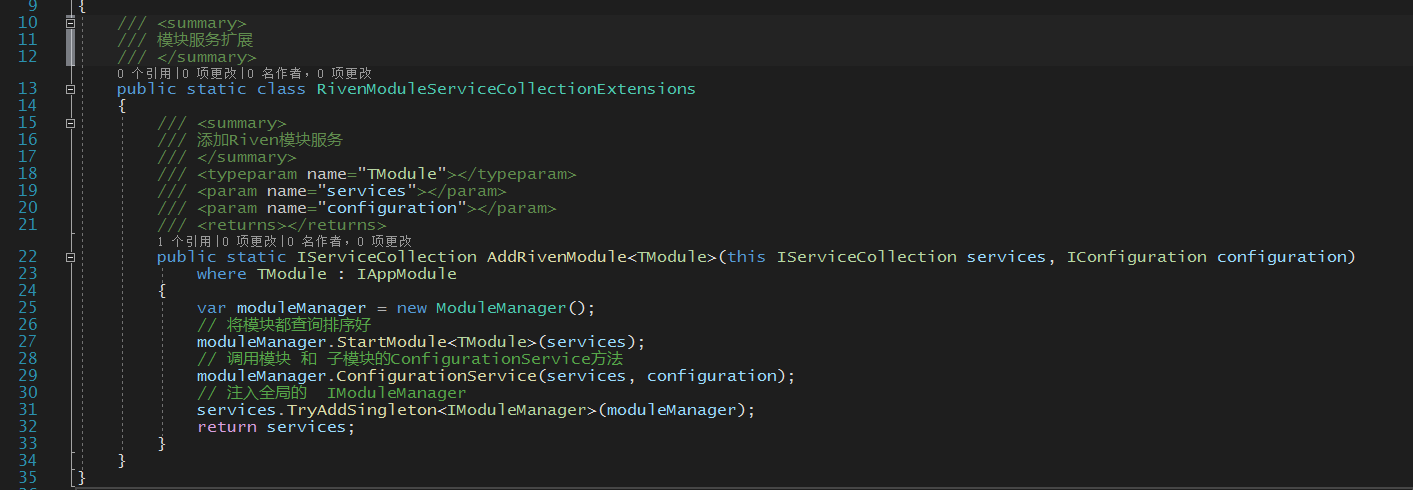 9 {
10 /// <summary>
11 /// 模块服务扩展
12 /// </summary>
0 个引用|0 项更改|0 名作者，0 项更改
13 public static class RivenModuleServiceCollectionExtensions
14 {
15 /// <summary>
16 /// 添加Riven模块服务
17 /// </summary>
18 /// <typeparam name="TModule"></typeparam>
19 /// <param name="services"></param>
20 /// <param name="configuration"></param>
21 /// <returns></returns>
1 个引用|0 项更改|0 名作者，0 项更改
22 public static IServiceCollection AddRivenModule<TModule>(this IServiceCollection services, IConfiguration configuration)
23 where TModule : IAppModule
24 {
25 var moduleManager = new ModuleManager();
26 // 将模块都查询排序好
27 moduleManager.StartModule<TModule>(services);
28 // 调用模块 和 子模块的ConfigurationService方法
29 moduleManager.ConfigurationService(services, configuration);
30 // 注入全局的  IModuleManager
31 services.TryAddSingleton<IModuleManager>(moduleManager);
32 return services;
33 }
34 }
35 }